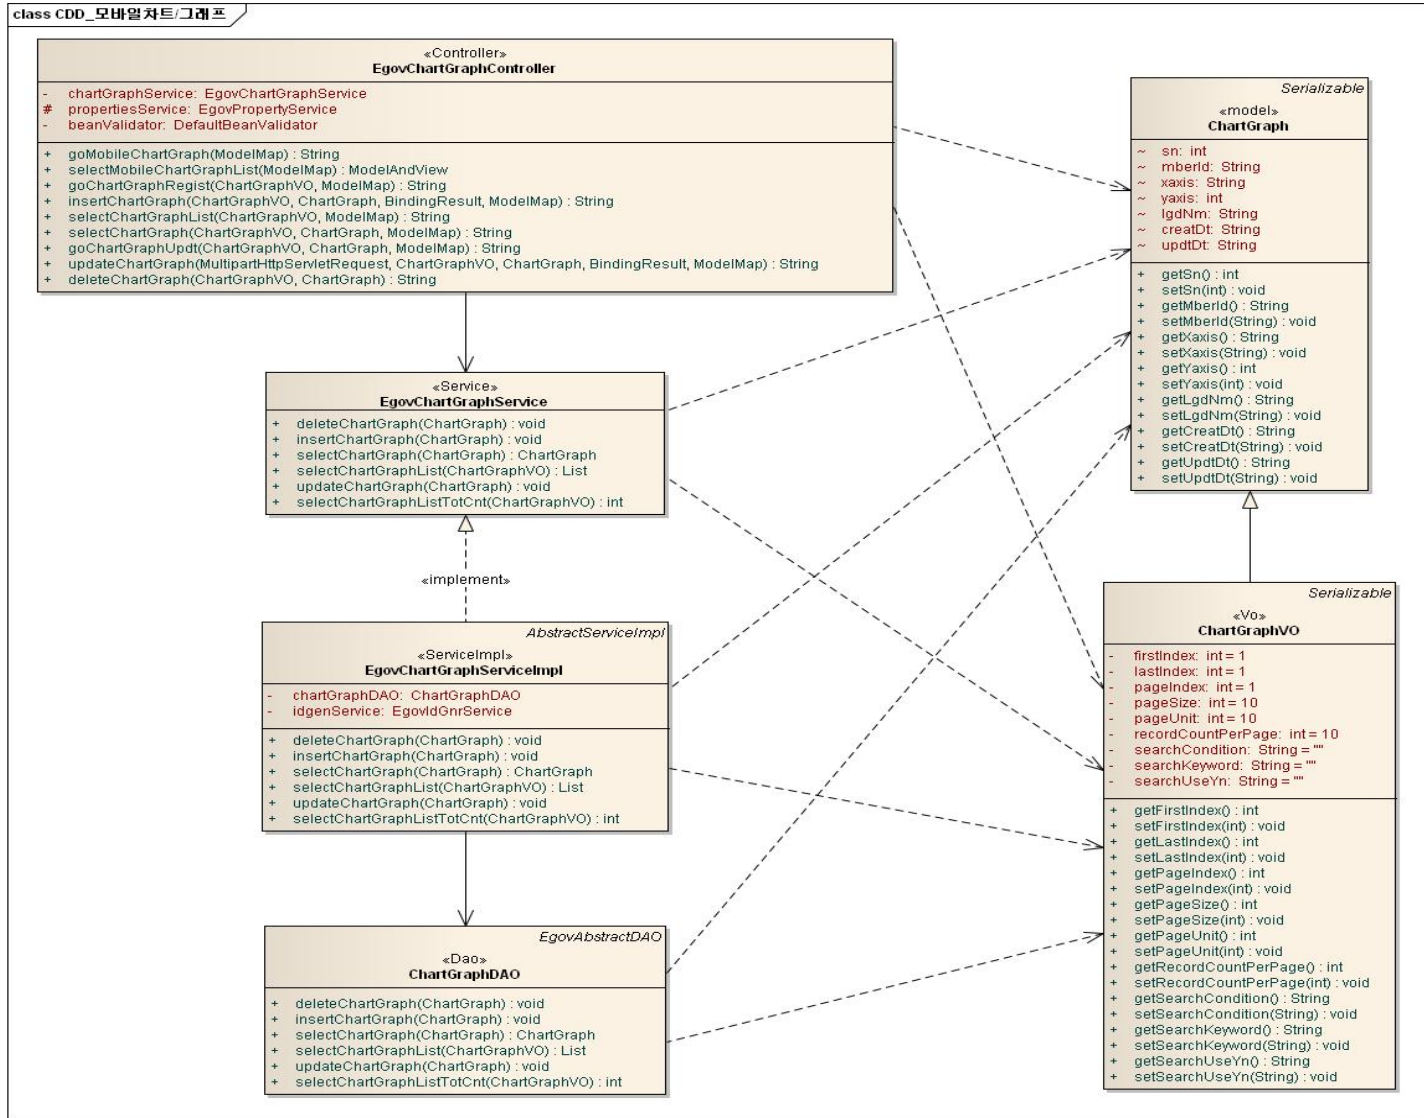 class CDD_모바일차트/그래프
«Controller»
EgovChartGraphController
- chartGraphService: EgovChartGraphService
# propertiesService: EgovPropertyService
- beanValidator: DefaultBeanValidator
+ goMobileChartGraph(ModelMap) : String
+ selectMobileChartGraphList(ModelMap) : ModelAndView
+ goChartGraphRegist(ChartGraphVO, ModelMap) : String
+ insertChartGraph(ChartGraphVO, ChartGraph, BindingResult, ModelMap) : String
+ selectChartGraphList(ChartGraphVO, ModelMap) : String
+ selectChartGraph(ChartGraphVO, ChartGraph, ModelMap) : String
+ goChartGraphUpdt(ChartGraphVO, ChartGraph, ModelMap) : String
+ updateChartGraph(MultipartHttpServletRequest, ChartGraphVO, ChartGraph, BindingResult, ModelMap) : String
+ deleteChartGraph(ChartGraphVO, ChartGraph) : String
Serializable
«model»
ChartGraph
~ sn: int
~ mberId: String
~ xaxis: String
~ yaxis: int
~ lgdNm: String
~ creatDt: String
~ updtDt: String
+ getSn() : int
+ setSn(int) : void
+ getMberId() : String
+ setMberId(String) : void
+ getXaxis() : String
+ setXaxis(String) : void
+ getYaxis() : int
+ setYaxis(int) : void
+ getLgdNm() : String
+ setLgdNm(String) : void
+ getCreatDt() : String
+ setCreatDt(String) : void
+ getUpdtDt() : String
+ setUpdtDt(String) : void
«Service»
EgovChartGraphService
+ deleteChartGraph(ChartGraph) : void
+ insertChartGraph(ChartGraph) : void
+ selectChartGraph(ChartGraph) : ChartGraph
+ selectChartGraphList(ChartGraphVO) : List
+ updateChartGraph(ChartGraph) : void
+ selectChartGraphListTotCnt(ChartGraphVO) : int
«implement»
AbstractServiceImpl
«ServiceImpl»
EgovChartGraphServiceImpl
- chartGraphDAO: ChartGraphDAO
- idgenService: EgovIdGnrService
+ deleteChartGraph(ChartGraph) : void
+ insertChartGraph(ChartGraph) : void
+ selectChartGraph(ChartGraph) : ChartGraph
+ selectChartGraphList(ChartGraphVO) : List
+ updateChartGraph(ChartGraph) : void
+ selectChartGraphListTotCnt(ChartGraphVO) : int
Serializable
«Vo»
ChartGraphVO
- firstIndex: int = 1
- lastIndex: int = 1
- pageIndex: int = 1
- pageSize: int = 10
- pageUnit: int = 10
- recordCountPerPage: int = 10
- searchCondition: String = ""
- searchKeyword: String = ""
- searchUseYn: String = ""
+ getFirstIndex() : int
+ setFirstIndex(int) : void
+ getLastIndex() : int
+ setLastIndex(int) : void
+ getPageIndex() : int
+ setPageIndex(int) : void
+ getPageSize() : int
+ setPageSize(int) : void
+ getPageUnit() : int
+ setPageUnit(int) : void
+ getRecordCountPerPage() : int
+ setRecordCountPerPage(int) : void
+ getSearchCondition() : String
+ setSearchCondition(String) : void
+ getSearchKeyword() : String
+ setSearchKeyword(String) : void
+ getSearchUseYn() : String
+ setSearchUseYn(String) : void
EgovAbstractDAO
«Dao»
ChartGraphDAO
+ deleteChartGraph(ChartGraph) : void
+ insertChartGraph(ChartGraph) : void
+ selectChartGraph(ChartGraph) : ChartGraph
+ selectChartGraphList(ChartGraphVO) : List
+ updateChartGraph(ChartGraph) : void
+ selectChartGraphListTotCnt(ChartGraphVO) : int